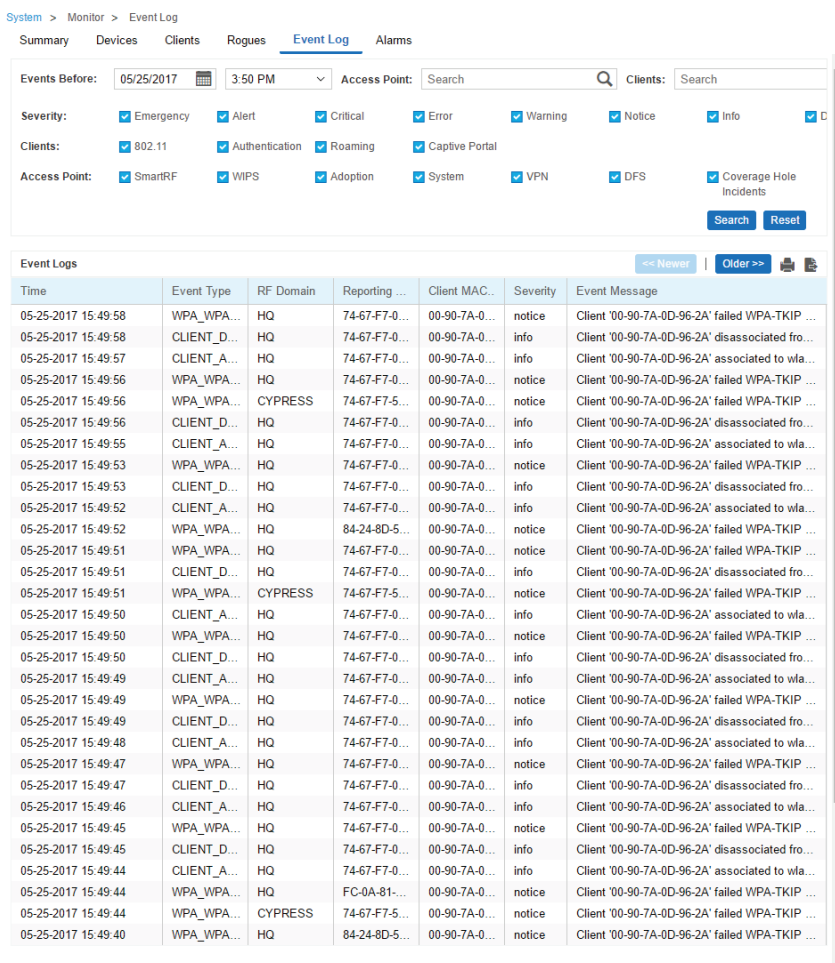 System > Monitor > Event Log
Summary Devices Clients Rogues Event Log Alarms
Events Before: 05/25/2017 3:50 PM Access Point: Search Clients: Search
Severity: Emergency Alert Critical Error Warning Notice Info D
Clients: 802.11 Authentication Roaming Captive Portal
Access Point: SmartRF WIPS Adoption System VPN DFS Coverage Hole
Incidents
Search Reset
Event Logs << Newer | Older >>
Time Event Type RF Domain Reporting ... Client MAC... Severity Event Message
05-25-2017 15:49:58 WPA_WPA... HQ 74-67-F7-0... 00-90-7A-0... notice Client '00-90-7A-0D-96-2A' failed WPA-TKIP ...
05-25-2017 15:49:58 CLIENT_D... HQ 74-67-F7-0... 00-90-7A-0... info Client '00-90-7A-0D-96-2A' disassociated fro...
05-25-2017 15:49:57 CLIENT_A... HQ 74-67-F7-0... 00-90-7A-0... info Client '00-90-7A-0D-96-2A' associated to wla...
05-25-2017 15:49:56 WPA_WPA... HQ 74-67-F7-0... 00-90-7A-0... notice Client '00-90-7A-0D-96-2A' failed WPA-TKIP ...
05-25-2017 15:49:56 WPA_WPA... CYPRESS 74-67-F7-5... 00-90-7A-0... notice Client '00-90-7A-0D-96-2A' failed WPA-TKIP ...
05-25-2017 15:49:56 CLIENT_D... HQ 74-67-F7-0... 00-90-7A-0... info Client '00-90-7A-0D-96-2A' disassociated fro...
05-25-2017 15:49:55 CLIENT_A... HQ 74-67-F7-0... 00-90-7A-0... info Client '00-90-7A-0D-96-2A' associated to wla...
05-25-2017 15:49:53 WPA_WPA... HQ 74-67-F7-0... 00-90-7A-0... notice Client '00-90-7A-0D-96-2A' failed WPA-TKIP ...
05-25-2017 15:49:53 CLIENT_D... HQ 74-67-F7-0... 00-90-7A-0... info Client '00-90-7A-0D-96-2A' disassociated fro...
05-25-2017 15:49:52 CLIENT_A... HQ 74-67-F7-0... 00-90-7A-0... info Client '00-90-7A-0D-96-2A' associated to wla...
05-25-2017 15:49:52 WPA_WPA... HQ 84-24-8D-5... 00-90-7A-0... notice Client '00-90-7A-0D-96-2A' failed WPA-TKIP ...
05-25-2017 15:49:51 WPA_WPA... HQ 74-67-F7-0... 00-90-7A-0... notice Client '00-90-7A-0D-96-2A' failed WPA-TKIP ...
05-25-2017 15:49:51 CLIENT_D... HQ 74-67-F7-0... 00-90-7A-0... info Client '00-90-7A-0D-96-2A' disassociated fro...
05-25-2017 15:49:51 WPA_WPA... CYPRESS 74-67-F7-5... 00-90-7A-0... notice Client '00-90-7A-0D-96-2A' failed WPA-TKIP ...
05-25-2017 15:49:50 CLIENT_A... HQ 74-67-F7-0... 00-90-7A-0... info Client '00-90-7A-0D-96-2A' associated to wla...
05-25-2017 15:49:50 WPA_WPA... HQ 74-67-F7-0... 00-90-7A-0... notice Client '00-90-7A-0D-96-2A' failed WPA-TKIP ...
05-25-2017 15:49:50 CLIENT_D... HQ 74-67-F7-0... 00-90-7A-0... info Client '00-90-7A-0D-96-2A' disassociated fro...
05-25-2017 15:49:49 CLIENT_A... HQ 74-67-F7-0... 00-90-7A-0... info Client '00-90-7A-0D-96-2A' associated to wla...
05-25-2017 15:49:49 WPA_WPA... HQ 74-67-F7-0... 00-90-7A-0... notice Client '00-90-7A-0D-96-2A' failed WPA-TKIP ...
05-25-2017 15:49:49 CLIENT_D... HQ 74-67-F7-0... 00-90-7A-0... info Client '00-90-7A-0D-96-2A' disassociated fro...
05-25-2017 15:49:48 CLIENT_A... HQ 74-67-F7-0... 00-90-7A-0... info Client '00-90-7A-0D-96-2A' associated to wla...
05-25-2017 15:49:47 WPA_WPA... HQ 74-67-F7-0... 00-90-7A-0... notice Client '00-90-7A-0D-96-2A' failed WPA-TKIP ...
05-25-2017 15:49:47 CLIENT_D... HQ 74-67-F7-0... 00-90-7A-0... info Client '00-90-7A-0D-96-2A' disassociated fro...
05-25-2017 15:49:46 CLIENT_A... HQ 74-67-F7-0... 00-90-7A-0... info Client '00-90-7A-0D-96-2A' associated to wla...
05-25-2017 15:49:45 WPA_WPA... HQ 74-67-F7-0... 00-90-7A-0... notice Client '00-90-7A-0D-96-2A' failed WPA-TKIP ...
05-25-2017 15:49:45 CLIENT_D... HQ 74-67-F7-0... 00-90-7A-0... info Client '00-90-7A-0D-96-2A' disassociated fro...
05-25-2017 15:49:44 CLIENT_A... HQ 74-67-F7-0... 00-90-7A-0... info Client '00-90-7A-0D-96-2A' associated to wla...
05-25-2017 15:49:44 WPA_WPA... HQ FC-0A-81-... 00-90-7A-0... notice Client '00-90-7A-0D-96-2A' failed WPA-TKIP ...
05-25-2017 15:49:44 WPA_WPA... CYPRESS 74-67-F7-5... 00-90-7A-0... notice Client '00-90-7A-0D-96-2A' failed WPA-TKIP ...
05-25-2017 15:49:40 WPA_WPA... HQ 84-24-8D-5... 00-90-7A-0... notice Client '00-90-7A-0D-96-2A' failed WPA-TKIP ...